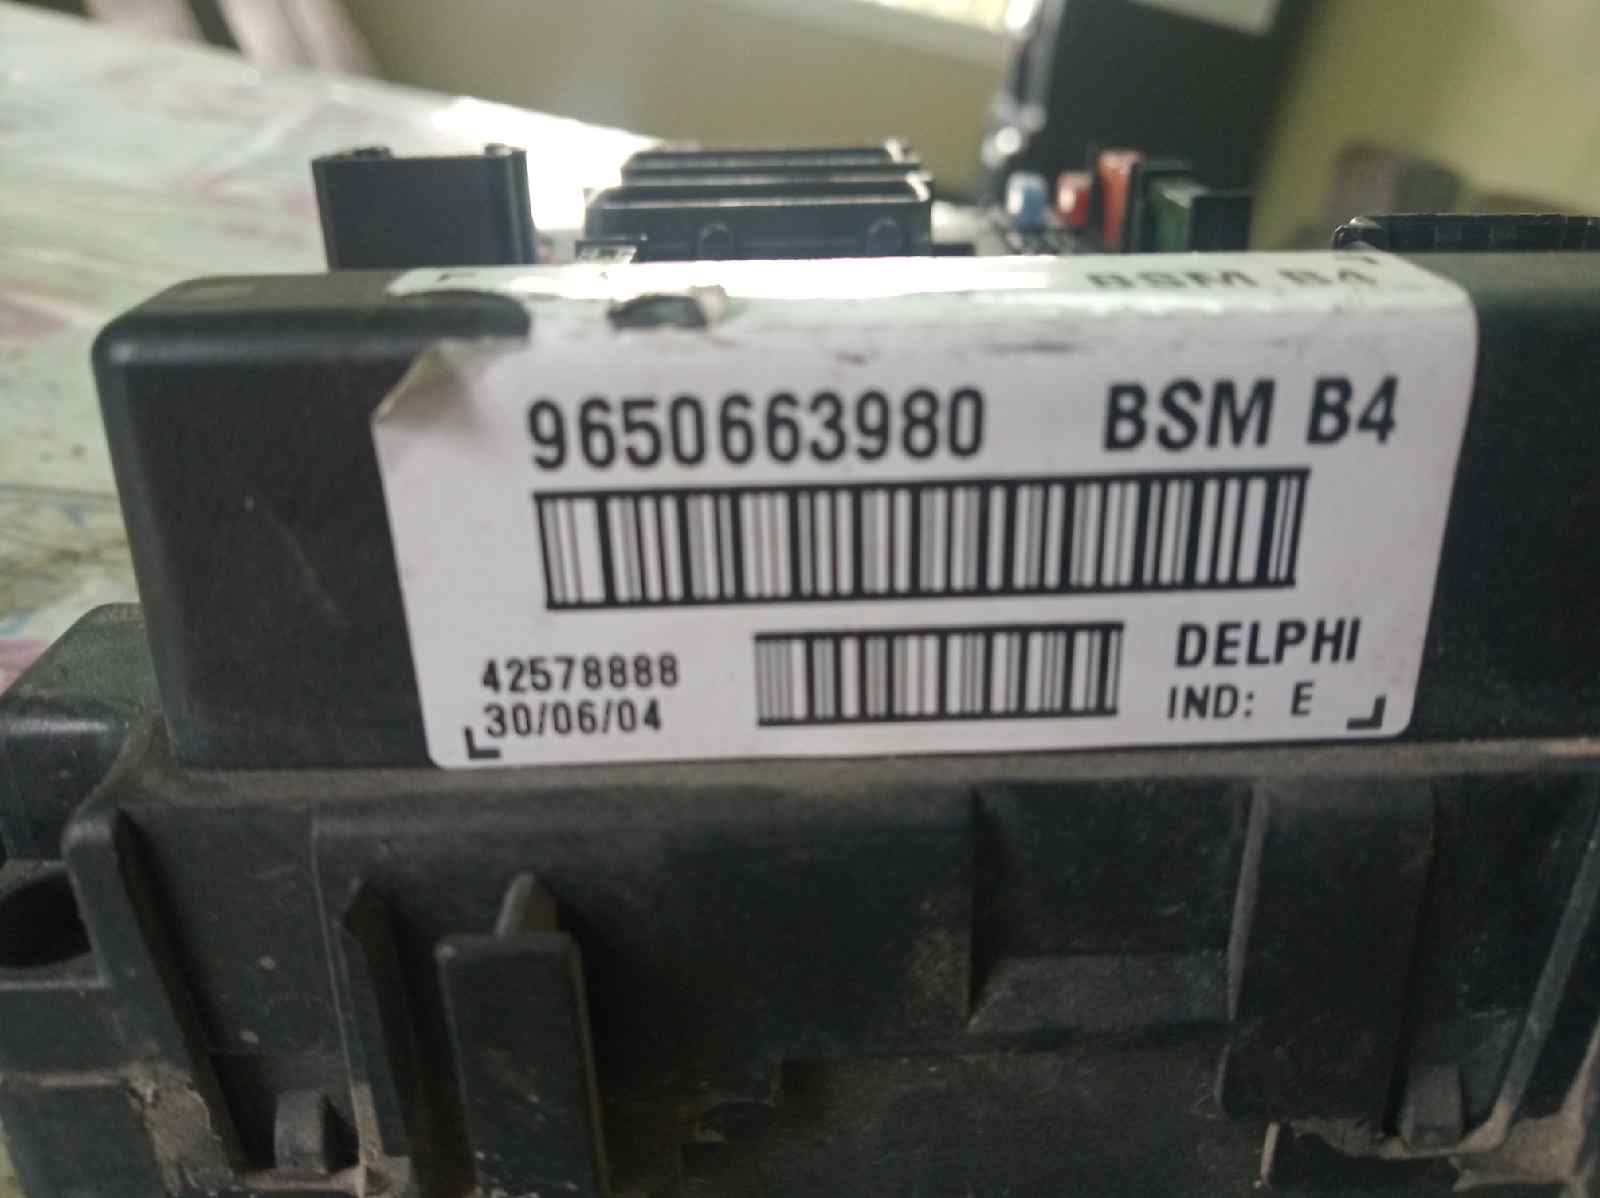 BSM B4
9650663980 BSM B4
42578888 DELPHI
30/06/04 IND: E